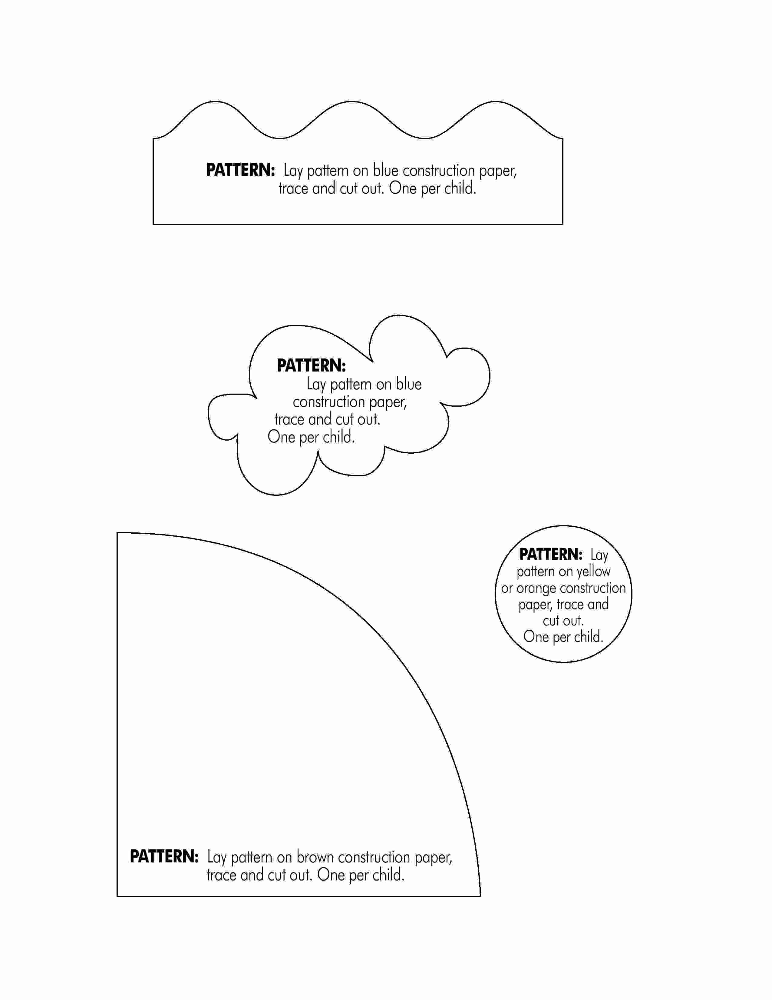 PATTERN: Lay pattern on blue construction paper,
trace and cut out. One per child.
PATTERN:
Lay pattern on blue
construction paper,
trace and cut out.
One per child.
PATTERN: Lay
pattern on yellow
or orange construction
paper, trace and
cut out.
One per child.
PATTERN: Lay pattern on brown construction paper,
trace and cut out. One per child.